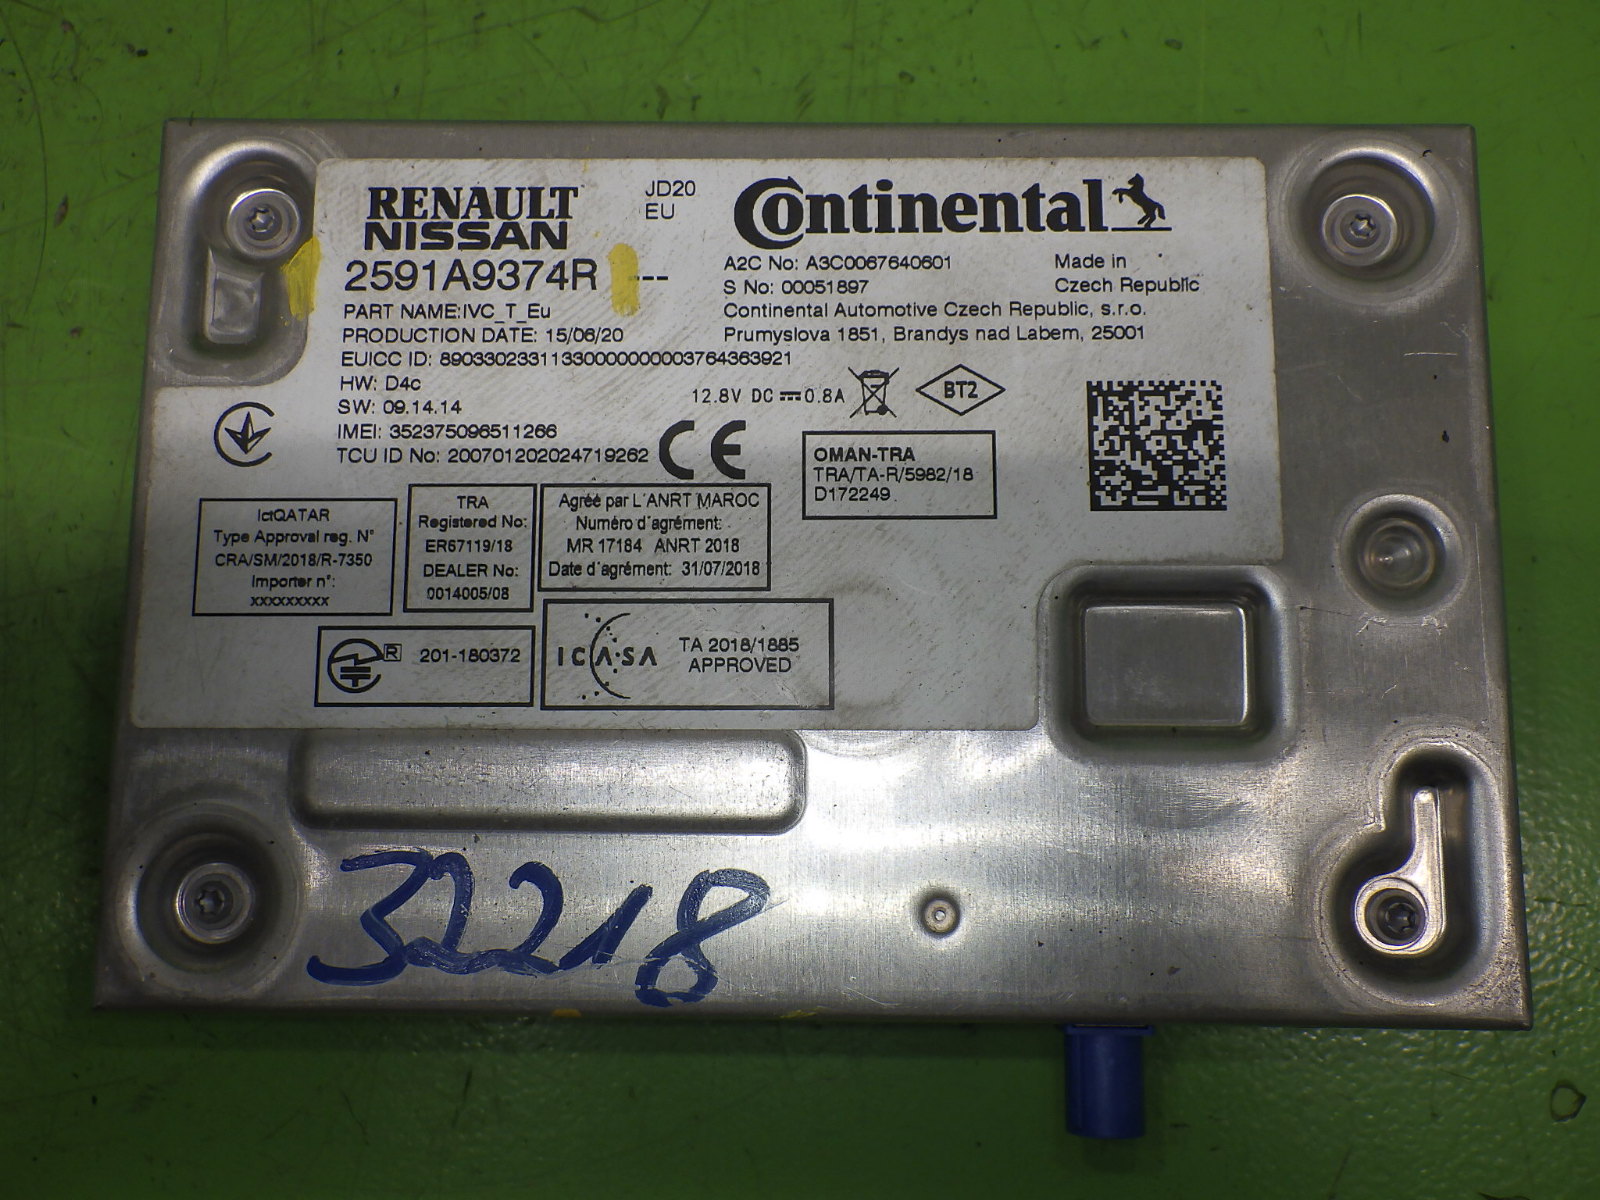 RENAULT
NISSAN
JD20
EU
Continental
2591A9374R ---
PART NAME:IVC_T_Eu
PRODUCTION DATE: 15/06/20
EUICC ID: 89033023311330000000003764363921
HW: D4c
SW: 09.14.14
IMEI: 352375096511266
TCU ID No: 200701202024719262
A2C No: A3C0067640601
S No: 00051897
Made in
Czech Republic
Continental Automotive Czech Republic, s.r.o.
Prumyslova 1851, Brandys nad Labem, 25001
12.8V DC 0.8A
BT2
CE
OMAN-TRA
TRA/TA-R/5982/18
D172249
IctQATAR
Type Approval reg. N°
CRA/SM/2018/R-7350
Importer n°:
xxxxxxxxx
TRA
Registered No:
ER67119/18
DEALER No:
0014005/08
Agréé par L'ANRT MAROC
Numéro d'agrément:
MR 17184 ANRT 2018
Date d'agrément: 31/07/2018
R 201-180372
ICASA
TA 2018/1885
APPROVED
32218